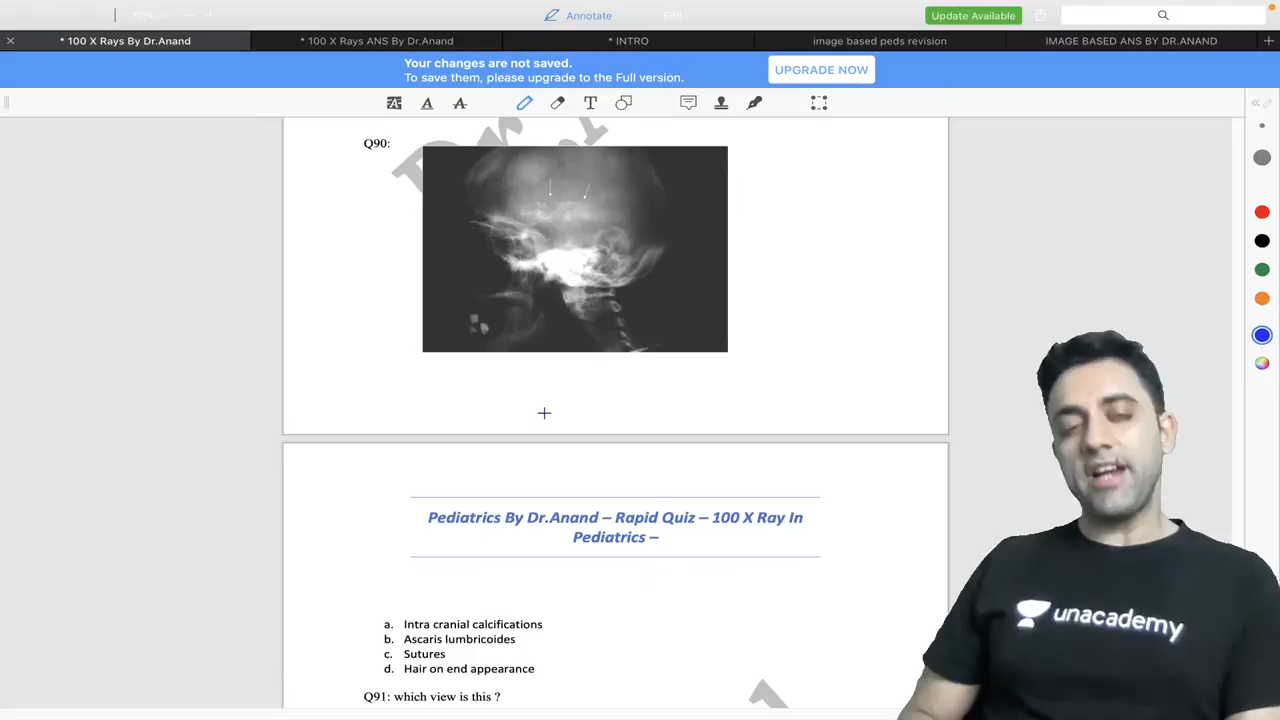 Annotate
Edit
Update Available
* 100 X Rays By Dr.Anand
* 100 X Rays ANS By Dr.Anand
* INTRO
image based peds revision
IMAGE BASED ANS BY DR.ANAND
Your changes are not saved.
To save them, please upgrade to the Full version.
UPGRADE NOW
Q90:
Pediatrics By Dr.Anand – Rapid Quiz – 100 X Ray In
Pediatrics –
a. Intra cranial calcifications
b. Ascaris lumbricoides
c. Sutures
d. Hair on end appearance
Q91: which view is this ?
unacademy